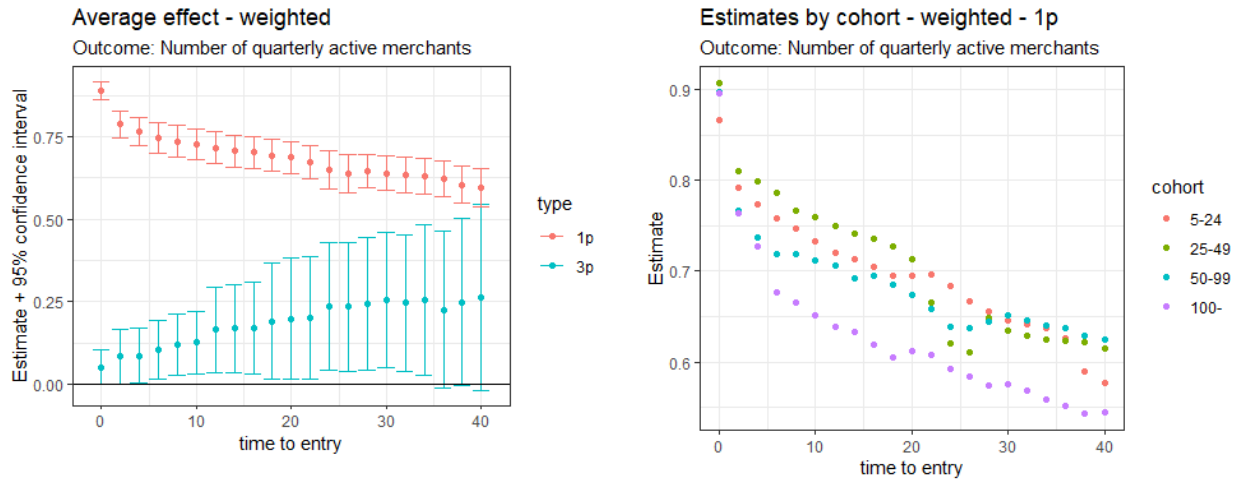 Average effect - weighted
Outcome: Number of quarterly active merchants
Estimate + 95% confidence interval
0.75
0.50
0.25
0.00
0
10
20
30
40
time to entry
type
1p
3p
Estimates by cohort - weighted - 1p
Outcome: Number of quarterly active merchants
Estimate
0.9
0.8
0.7
0.6
0
10
20
30
40
time to entry
cohort
5-24
25-49
50-99
100-